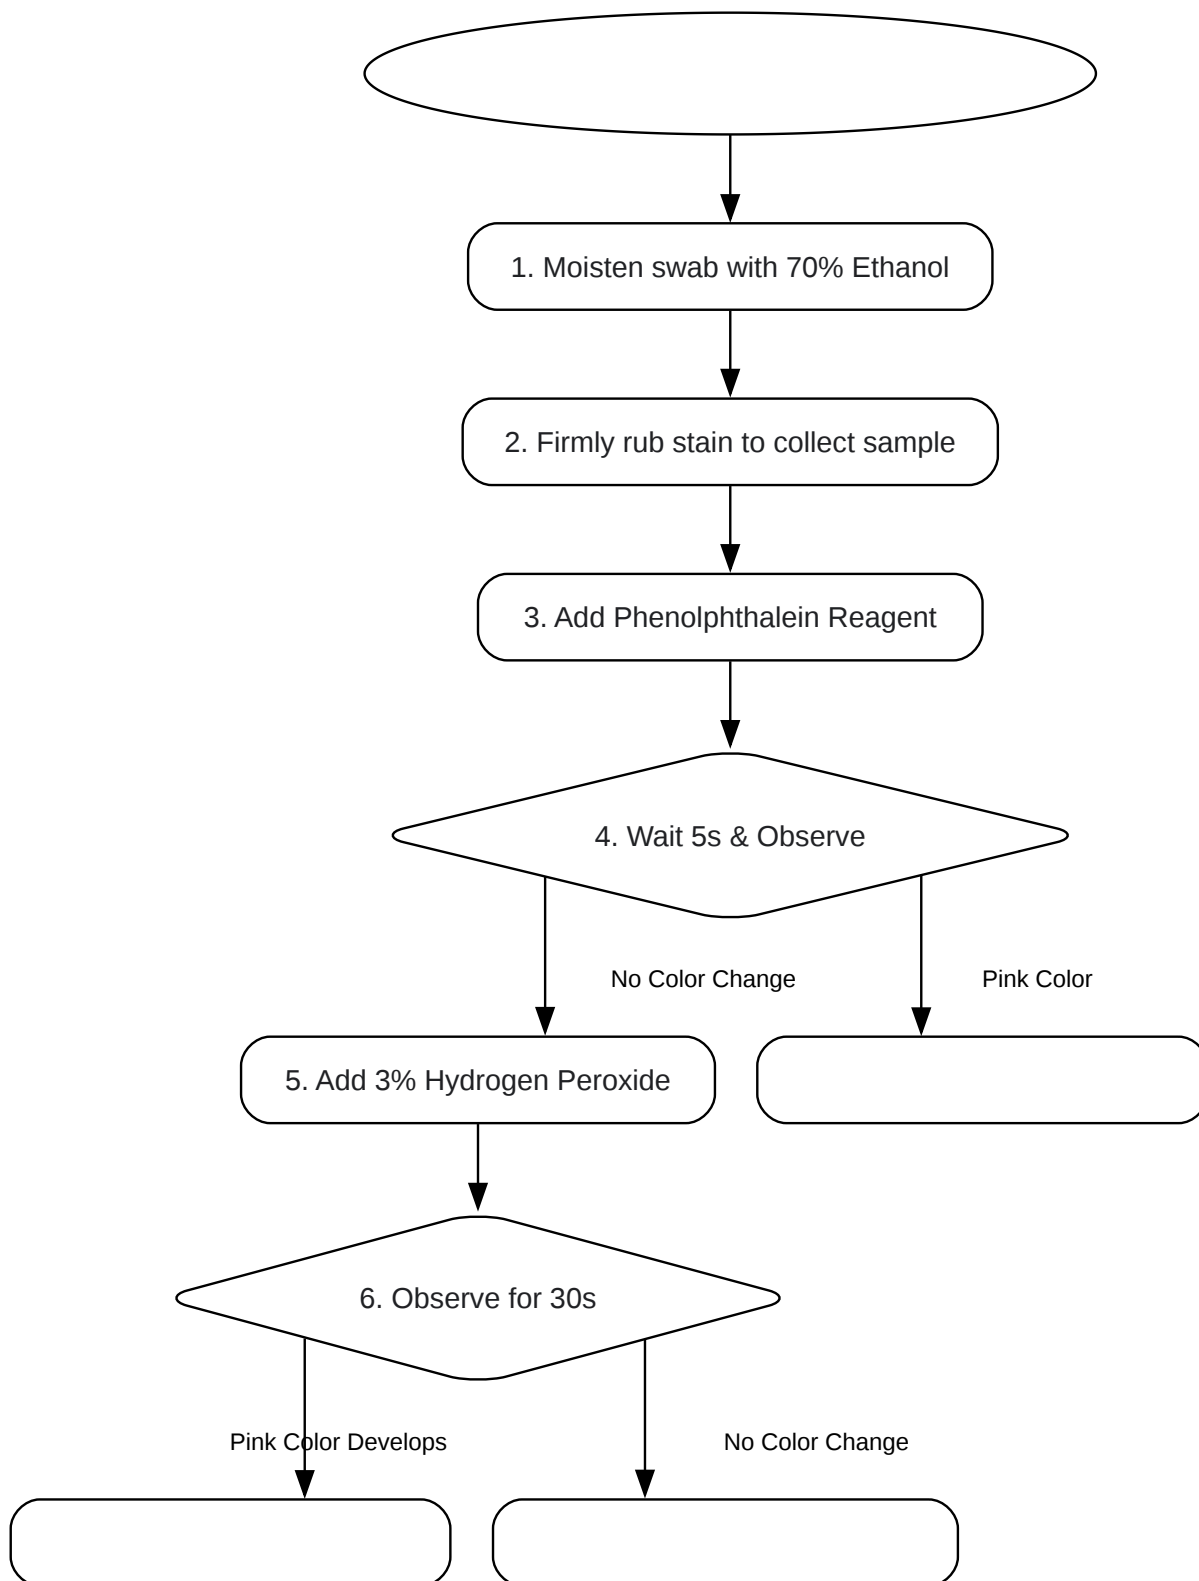 1. Moisten swab with 70% Ethanol
2. Firmly rub stain to collect sample
3. Add Phenolphthalein Reagent
4. Wait 5s & Observe
No Color Change
Pink Color
5. Add 3% Hydrogen Peroxide
6. Observe for 30s
Pink Color Develops
No Color Change